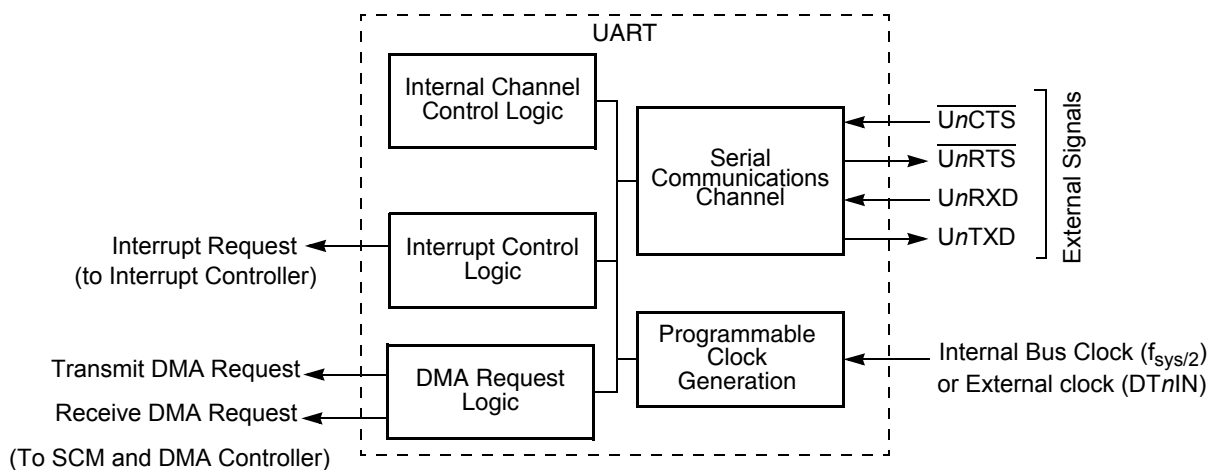 UART
Internal Channel
Control Logic
Serial
Communications
Channel
UnCTS
UnRTS
UnRXD
UnTXD
External Signals
Interrupt Request
(to Interrupt Controller)
Interrupt Control
Logic
Programmable
Clock
Generation
Internal Bus Clock (fsys/2)
or External clock (DTnIN)
Transmit DMA Request
Receive DMA Request
(To SCM and DMA Controller)
DMA Request
Logic